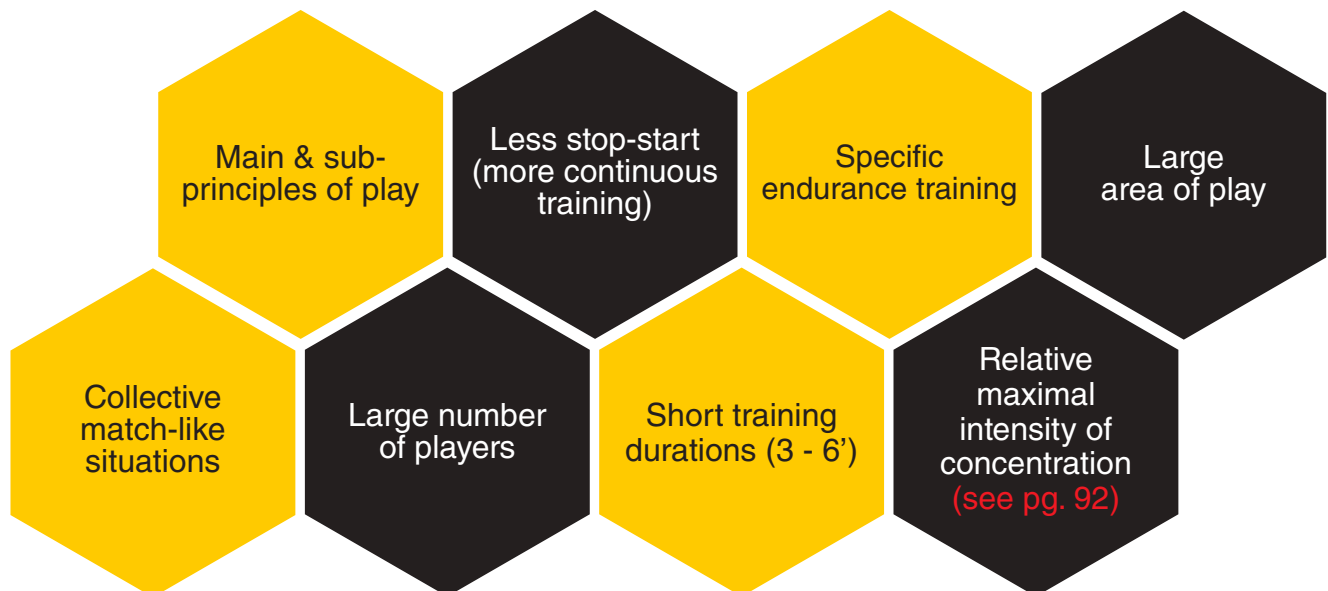 Main & sub-
principles of play
Less stop-start
(more continuous
training)
Specific
endurance training
Large
area of play
Collective
match-like
situations
Large number
of players
Short training
durations (3 - 6’)
Relative
maximal
intensity of
concentration
(see pg. 92)